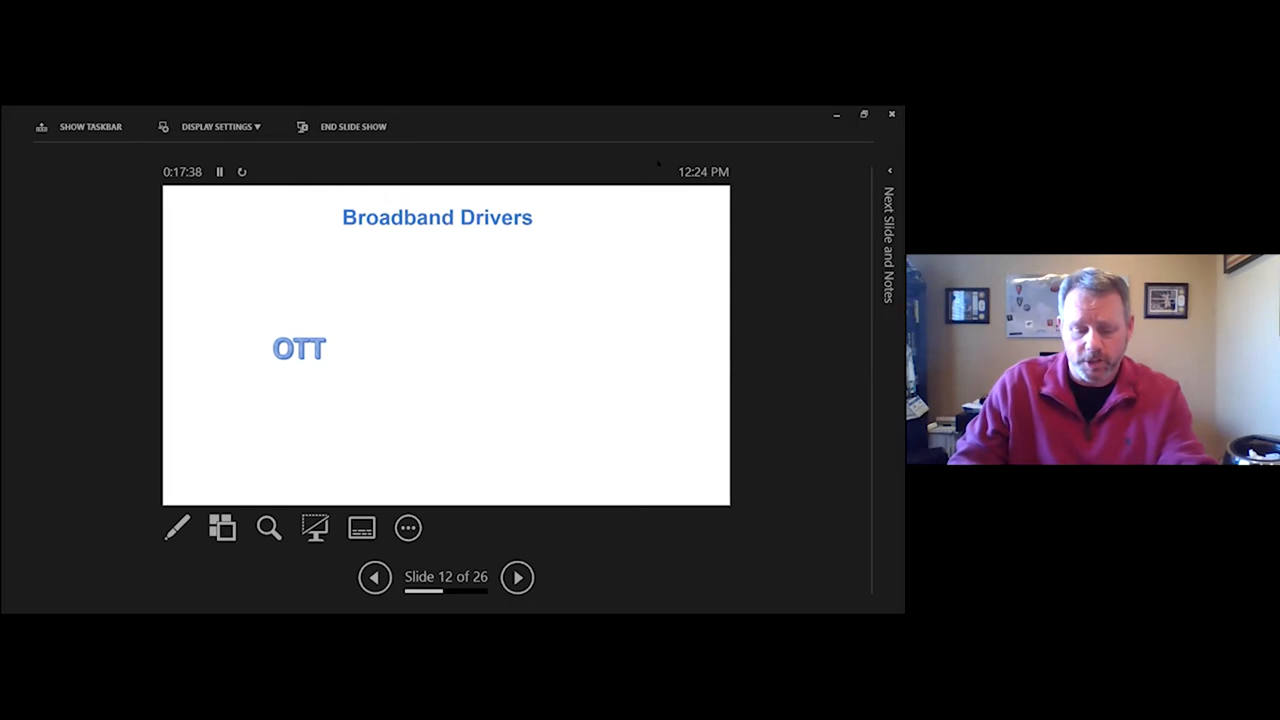 SHOW TASKBAR
DISPLAY SETTINGS ▾
END SLIDE SHOW
0:17:38
12:24 PM
Next Slide and Notes
Broadband Drivers
OTT
Slide 12 of 26